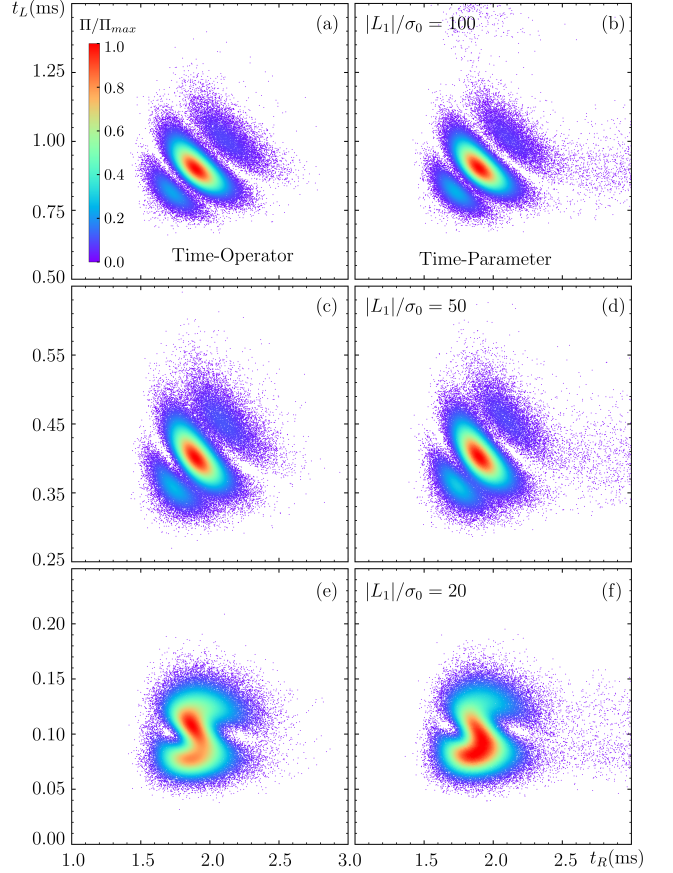 t_L(ms)
Π/Π_max
(a)
|L_1|/σ_0 = 100
(b)
1.0
0.8
0.6
0.4
0.2
0.0
1.25
1.00
0.75
0.50
Time-Operator
Time-Parameter
(c)
|L_1|/σ_0 = 50
(d)
0.55
0.45
0.35
0.25
(e)
|L_1|/σ_0 = 20
(f)
0.20
0.15
0.10
0.05
0.00
1.0 1.5 2.0 2.5 3.0 1.5 2.0 2.5 t_R(ms)